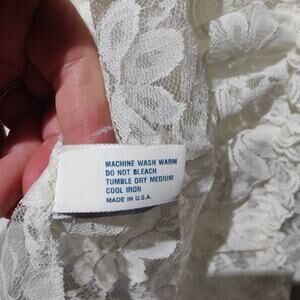 MACHINE WASH WARM
DO NOT BLEACH
TUMBLE DRY MEDIUM
COOL IRON
MADE IN U.S.A.